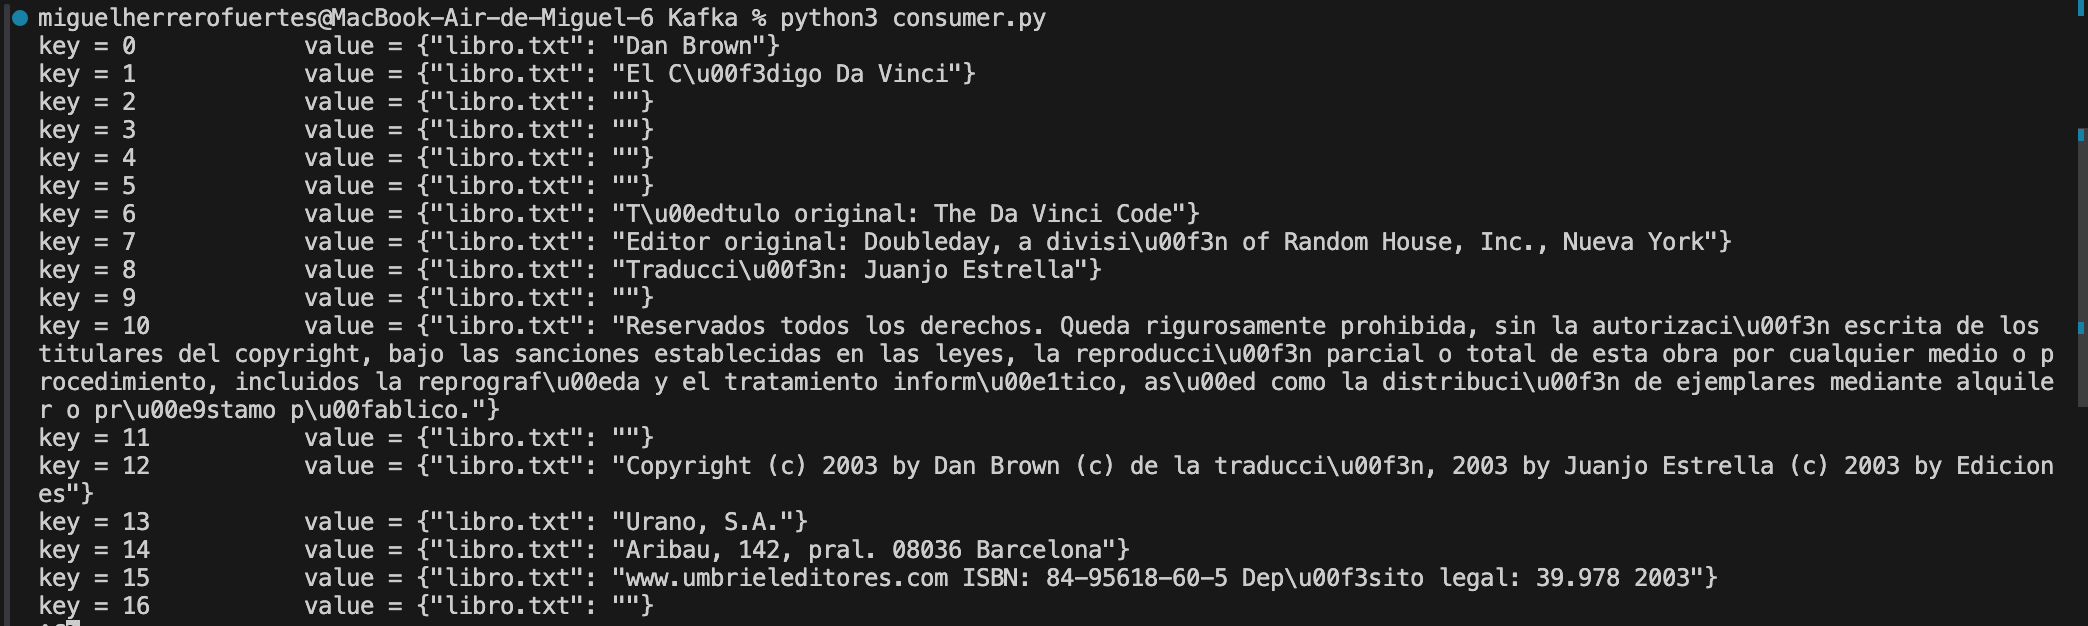 miguelherrerofuertes@MacBook-Air-de-Miguel-6 Kafka % python3 consumer.py
key = 0 value = {"libro.txt": "Dan Brown"}
key = 1 value = {"libro.txt": "El C\u00f3digo Da Vinci"}
key = 2 value = {"libro.txt": ""}
key = 3 value = {"libro.txt": ""}
key = 4 value = {"libro.txt": ""}
key = 5 value = {"libro.txt": ""}
key = 6 value = {"libro.txt": "T\u00edtulo original: The Da Vinci Code"}
key = 7 value = {"libro.txt": "Editor original: Doubleday, a divisi\u00f3n of Random House, Inc., Nueva York"}
key = 8 value = {"libro.txt": "Traducci\u00f3n: Juanjo Estrella"}
key = 9 value = {"libro.txt": ""}
key = 10 value = {"libro.txt": "Reservados todos los derechos. Queda rigurosamente prohibida, sin la autorizaci\u00f3n escrita de los
titulares del copyright, bajo las sanciones establecidas en las leyes, la reproducci\u00f3n parcial o total de esta obra por cualquier medio o p
rocedimiento, incluidos la reprograf\u00eda y el tratamiento inform\u00e1tico, as\u00ed como la distribuci\u00f3n de ejemplares mediante alquile
r o pr\u00e9stamo p\u00fablico."}
key = 11 value = {"libro.txt": ""}
key = 12 value = {"libro.txt": "Copyright (c) 2003 by Dan Brown (c) de la traducci\u00f3n, 2003 by Juanjo Estrella (c) 2003 by Edicion
es"}
key = 13 value = {"libro.txt": "Urano, S.A."}
key = 14 value = {"libro.txt": "Aribau, 142, pral. 08036 Barcelona"}
key = 15 value = {"libro.txt": "www.umbrieleditores.com ISBN: 84-95618-60-5 Dep\u00f3sito legal: 39.978 2003"}
key = 16 value = {"libro.txt": ""}